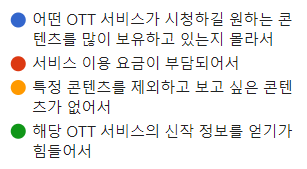 어떤 OTT 서비스가 시청하길 원하는 콘
텐츠를 많이 보유하고 있는지 몰라서
서비스 이용 요금이 부담되어서
특정 콘텐츠를 제외하고 보고 싶은 콘텐
츠가 없어서
해당 OTT 서비스의 신작 정보를 얻기가
힘들어서